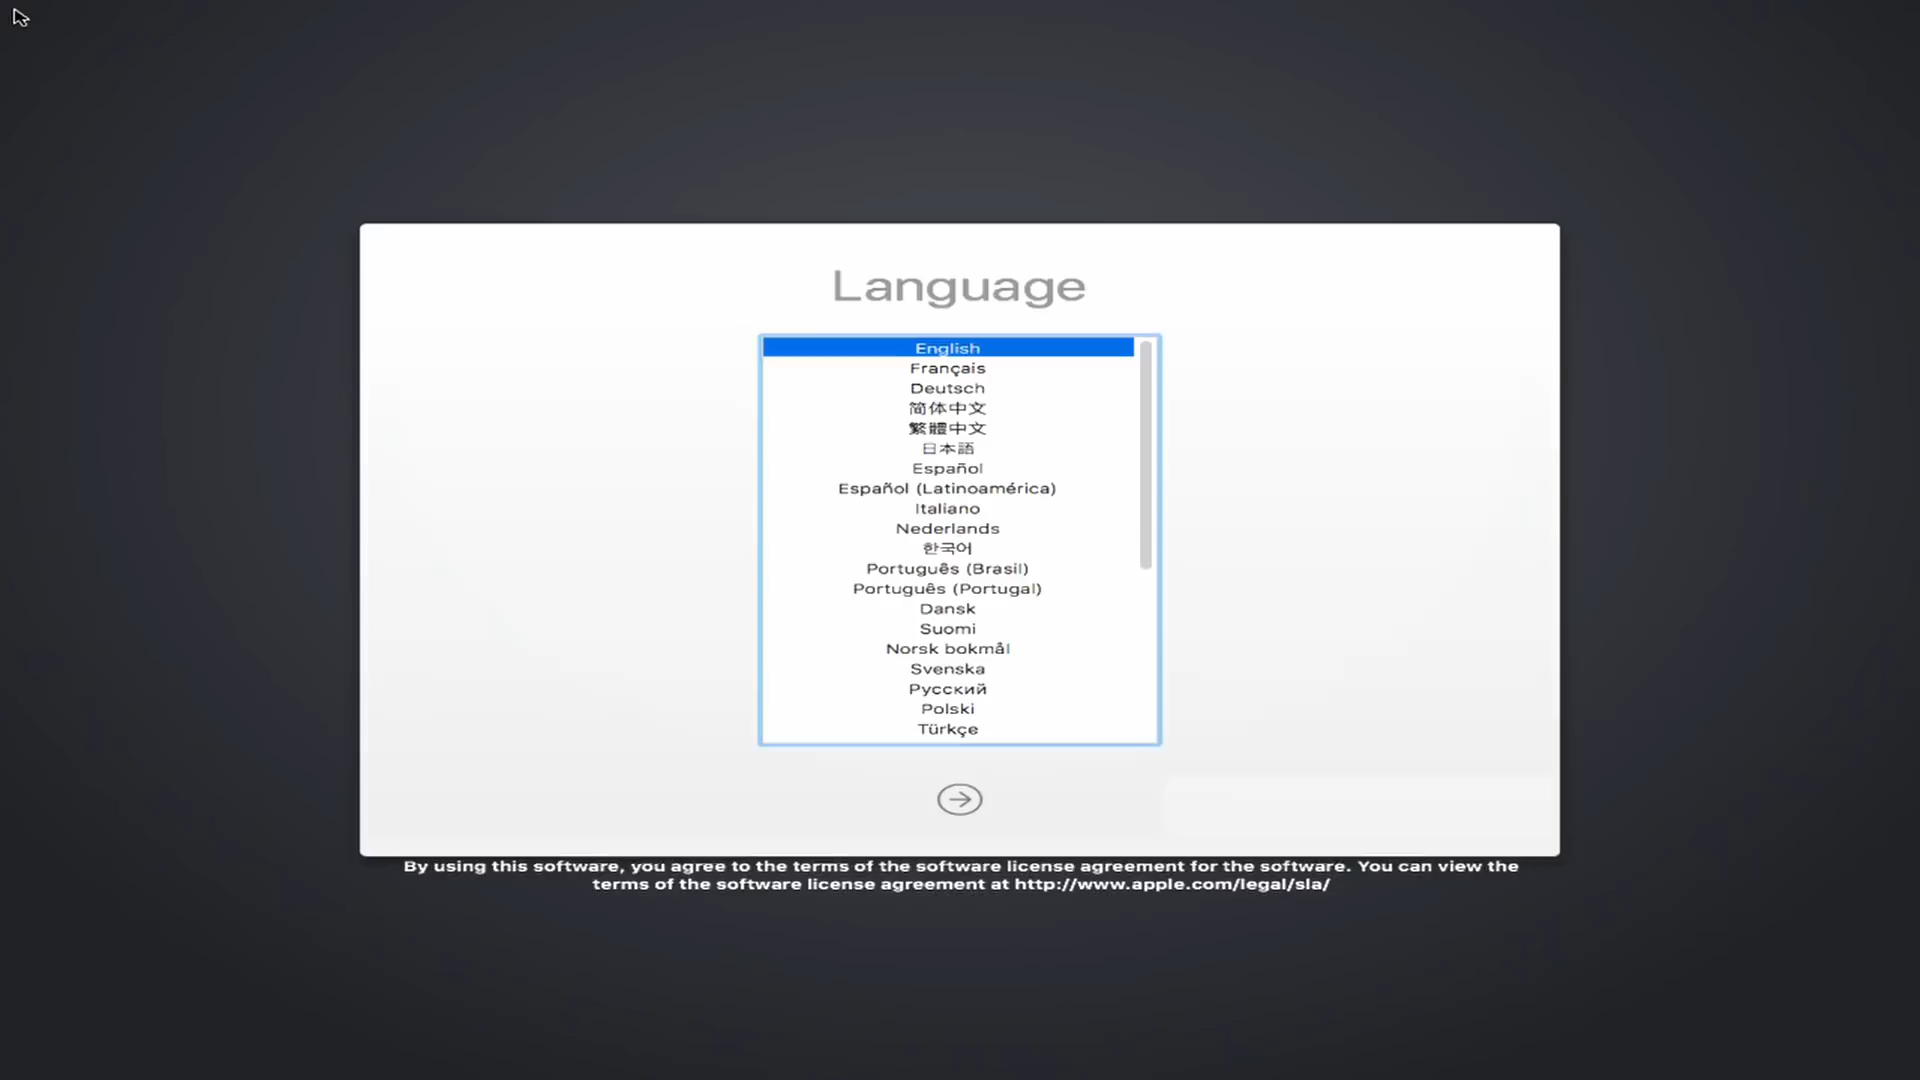 Language
English
Français
Deutsch
简体中文
繁體中文
日本語
Español
Español (Latinoamérica)
Italiano
Nederlands
한국어
Português (Brasil)
Português (Portugal)
Dansk
Suomi
Norsk bokmål
Svenska
Русский
Polski
Türkçe
By using this software, you agree to the terms of the software license agreement for the software. You can view the
terms of the software license agreement at http://www.apple.com/legal/sla/